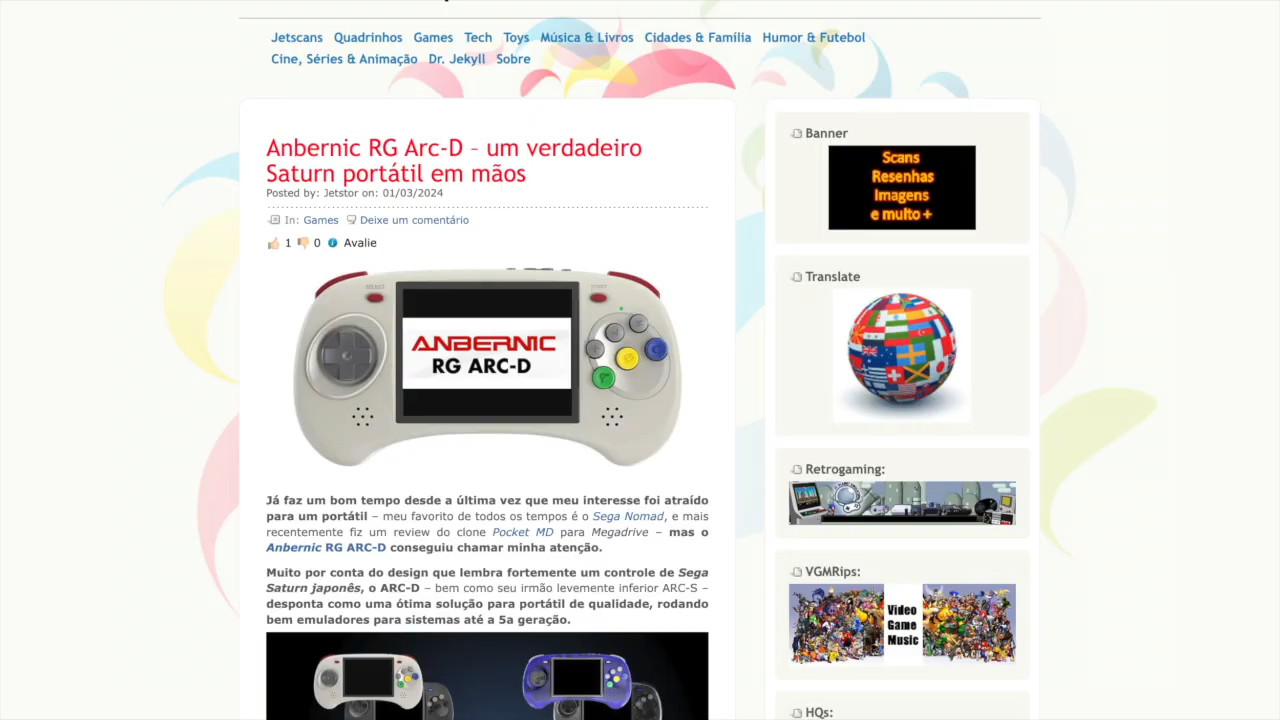 Jetscans Quadrinhos Games Tech Toys Música & Livros Cidades & Família Humor & Futebol
Cine, Séries & Animação Dr. Jekyll Sobre
Anbernic RG Arc-D – um verdadeiro
Saturn portátil em mãos
Posted by: Jetstor on: 01/03/2024
In: Games Deixe um comentário
1 0 Avalie
SELECT START
ANBERNIC
RG ARC-D
Já faz um bom tempo desde a última vez que meu interesse foi atraído
para um portátil – meu favorito de todos os tempos é o Sega Nomad, e mais
recentemente fiz um review do clone Pocket MD para Megadrive – mas o
Anbernic RG ARC-D conseguiu chamar minha atenção.
Muito por conta do design que lembra fortemente um controle de Sega
Saturn japonês, o ARC-D – bem como seu irmão levemente inferior ARC-S –
desponta como uma ótima solução para portátil de qualidade, rodando
bem emuladores para sistemas até a 5a geração.
Banner
Scans
Resenhas
Imagens
e muito +
Translate
Retrogaming:
VGMRips:
Video
Game
Music
HQs: